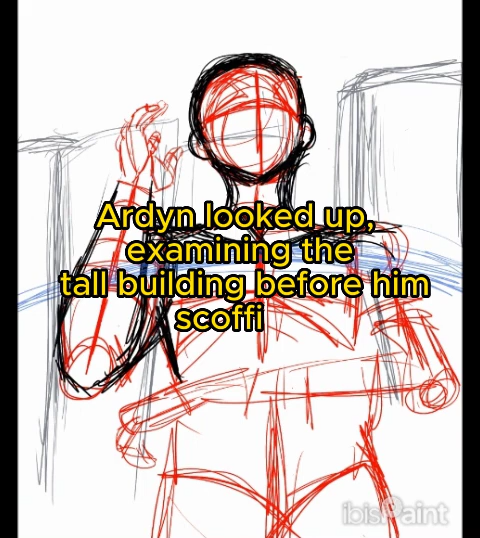 Ardyn looked up,
examining the
tall building before him
scoffi
ibisPaint